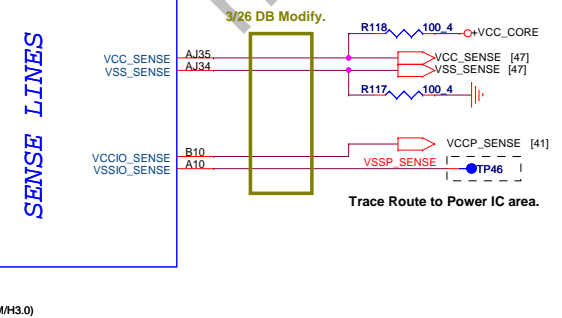 3/26 DB Modify.
R118 100_4 +VCC_CORE
SENSE LINES
VCC_SENSE AJ35 VCC_SENSE [47]
VSS_SENSE AJ34 VSS_SENSE [47]
R117 100_4
VCCIO_SENSE B10 VCCP_SENSE [41]
VSSIO_SENSE A10 VSSP_SENSE TP46
Trace Route to Power IC area.
M/H3.0)